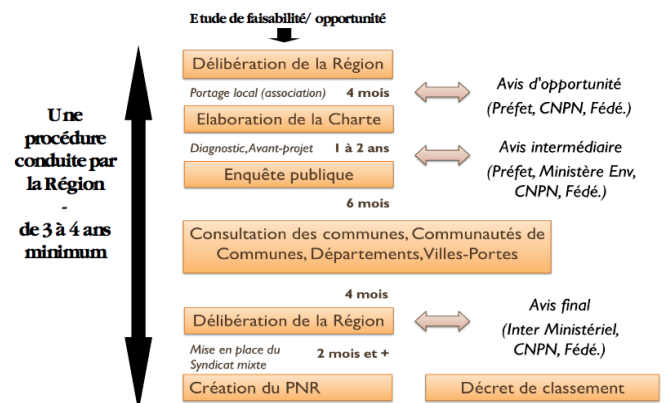 Etude de faisabilité/ opportunité
Délibération de la Région
Portage local (association) 4 mois
Avis d'opportunité
(Préfet, CNPN, Fédé.)
Elaboration de la Charte
Une
procédure
conduite par
la Région
-
de 3 à 4 ans
minimum
Diagnostic, Avant-projet 1 à 2 ans
Avis intermédiaire
(Préfet, Ministère Env,
CNPN, Fédé.)
Enquête publique
6 mois
Consultation des communes, Communautés de
Communes, Départements, Villes-Portes
4 mois
Délibération de la Région
Avis final
(Inter Ministériel,
CNPN, Fédé.)
Mise en place du
Syndicat mixte
2 mois et +
Création du PNR
Décret de classement